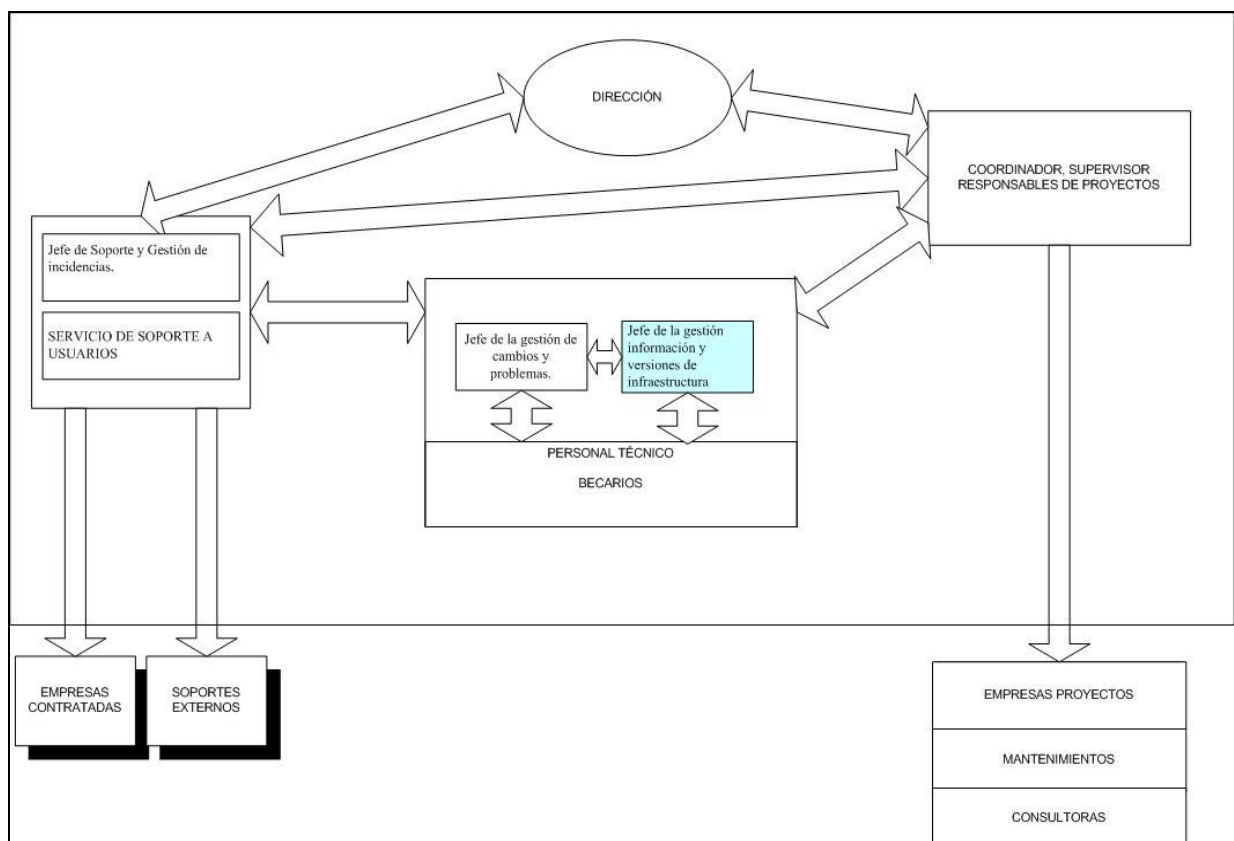 DIRECCIÓN
COORDINADOR, SUPERVISOR
RESPONSABLES DE PROYECTOS
Jefe de Soporte y Gestión de
incidencias.
SERVICIO DE SOPORTE A
USUARIOS
Jefe de la gestión de
cambios y
problemas.
Jefe de la gestión
información y
versiones de
infraestructura
PERSONAL TÉCNICO
BECARIOS
EMPRESAS
CONTRATADAS
SOPORTES
EXTERNOS
EMPRESAS PROYECTOS
MANTENIMIENTOS
CONSULTORAS